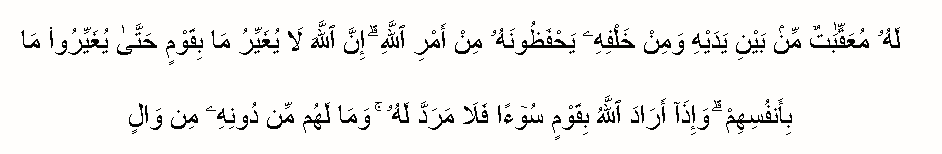 لَهُۥ مُعَقِّبَٰتٌ مِّنۢ بَيْنِ يَدَيْهِ وَمِنْ خَلْفِهِۦ يَحْفَظُونَهُۥ مِنْ أَمْرِ ٱللَّهِ ۗ إِنَّ ٱللَّهَ لَا يُغَيِّرُ مَا بِقَوْمٍ حَتَّىٰ يُغَيِّرُوا۟ مَا
بِأَنفُسِهِمْ ۗ وَإِذَآ أَرَادَ ٱللَّهُ بِقَوْمٍ سُوٓءًا فَلَا مَرَدَّ لَهُۥ ۚ وَمَا لَهُم مِّن دُونِهِۦ مِن وَالٍ